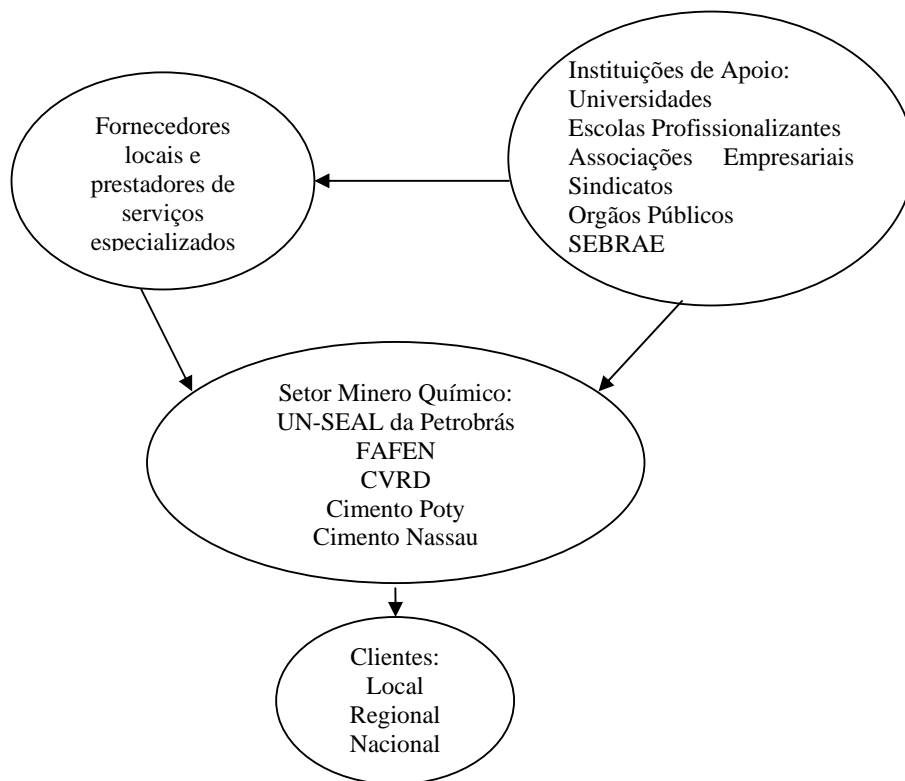 Fornecedores
locais e
prestadores de
serviços
especializados
Instituições de Apoio:
Universidades
Escolas Profissionalizantes
Associações Empresariais
Sindicatos
Orgãos Públicos
SEBRAE
Setor Minero Químico:
UN-SEAL da Petrobrás
FAFEN
CVRD
Cimento Poty
Cimento Nassau
Clientes:
Local
Regional
Nacional